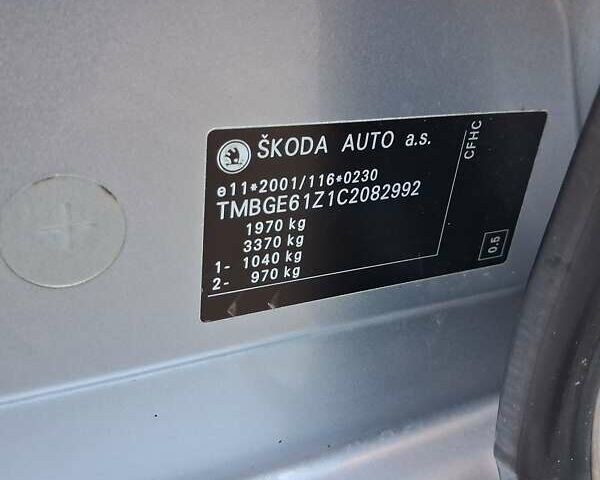 ŠKODA AUTO a.s.
e11*2001/116*0230
TMBGE61Z1C2082992
1970 kg
3370 kg
1- 1040 kg
2- 970 kg
CFHC
0.5